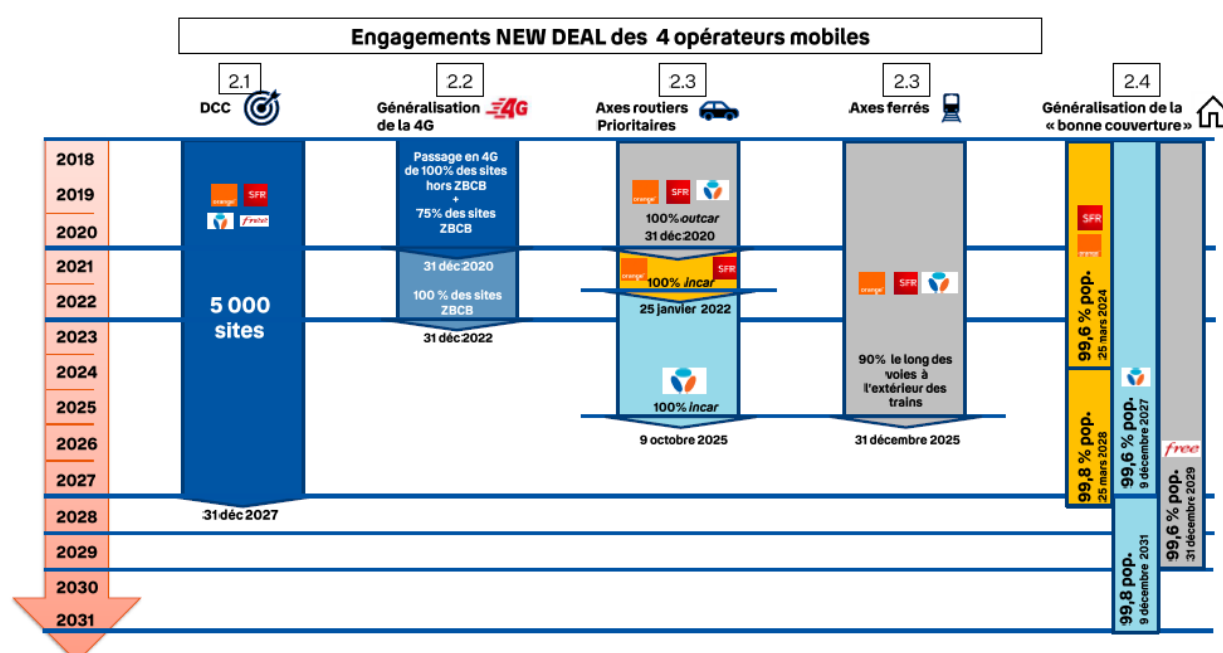 Engagements NEW DEAL des 4 opérateurs mobiles
2.1
DCC
2.2
Généralisation
de la 4G
4G
2.3
Axes routiers
Prioritaires
2.3
Axes ferrés
2.4
Généralisation de la
« bonne couverture»
2018
2019
2020
2021
2022
2023
2024
2025
2026
2027
2028
2029
2030
2031
orange
SFR
free
5 000
sites
31 déc 2027
Passage en 4G
de 100% des sites
hors ZBCB
+
75% des sites
ZBCB
31 déc 2020
100 % des sites
ZBCB
31 déc 2022
orange
SFR
100% outcar
31 déc 2020
orange
SFR
100% incar
25 janvier 2022
100% incar
9 octobre 2025
orange
SFR
90% le long des
voies à
l'extérieur des
trains
31 décembre 2025
SFR
orange
99,6 % pop.
25 mars 2024
99,8 % pop.
25 mars 2028
99,6 % pop.
9 décembre 2027
99,8 pop.
9 décembre 2031
free
99,6 % pop.
31 décembre 2029